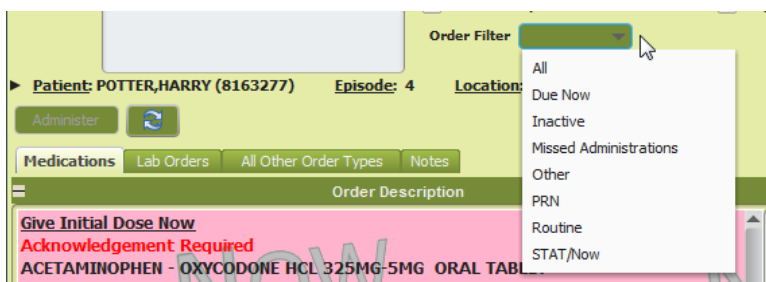 Order Filter
All
Due Now
Inactive
Missed Administrations
Other
PRN
Routine
STAT/Now
Patient: POTTER,HARRY (8163277) Episode: 4 Location:
Administer
Medications Lab Orders All Other Order Types Notes
Order Description
Give Initial Dose Now
Acknowledgement Required
NOW
ACETAMINOPHEN - OXYCODONE HCL 325MG-5MG ORAL